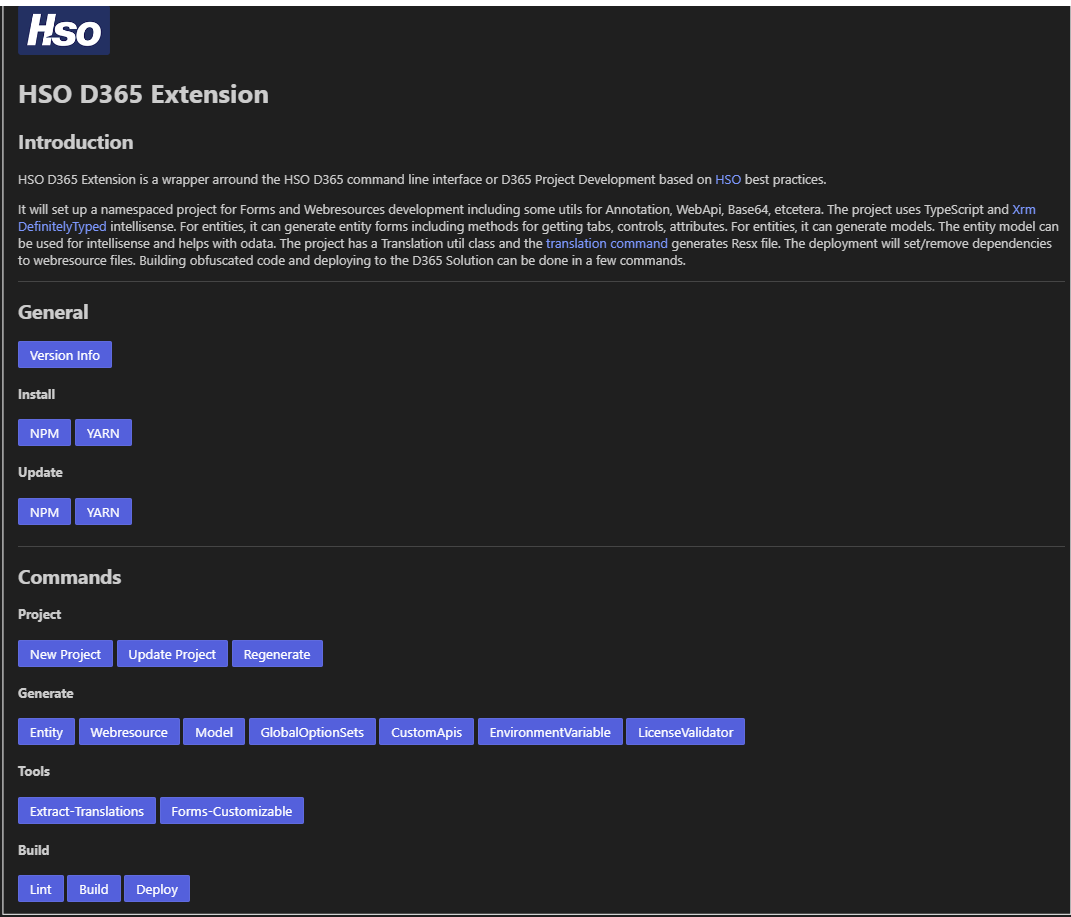 Hso
HSO D365 Extension
Introduction
HSO D365 Extension is a wrapper arround the HSO D365 command line interface or D365 Project Development based on HSO best practices.
It will set up a namespaced project for Forms and Webresources development including some utils for Annotation, WebApi, Base64, etcetera. The project uses TypeScript and Xrm
DefinitelyTyped intellisense. For entities, it can generate entity forms including methods for getting tabs, controls, attributes. For entities, it can generate models. The entity model can
be used for intellisense and helps with odata. The project has a Translation util class and the translation command generates Resx file. The deployment will set/remove dependencies
to webresource files. Building obfuscated code and deploying to the D365 Solution can be done in a few commands.
General
Version Info
Install
NPM YARN
Update
NPM YARN
Commands
Project
New Project Update Project Regenerate
Generate
Entity Webresource Model GlobalOptionSets CustomApis EnvironmentVariable LicenseValidator
Tools
Extract-Translations Forms-Customizable
Build
Lint Build Deploy